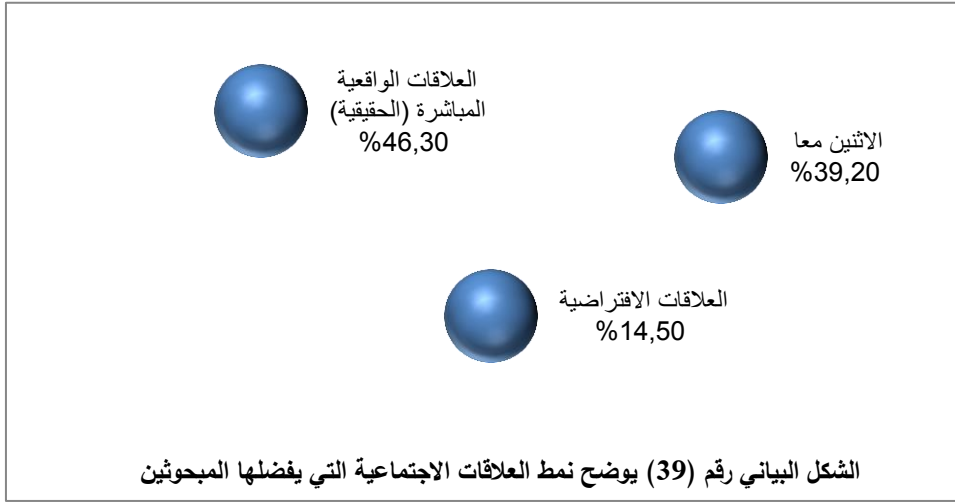 العلاقات الواقعية
المباشرة (الحقيقية)
%46,30
الاثنين معا
%39,20
العلاقات الافتراضية
%14,50
الشكل البياني رقم (39) يوضح نمط العلاقات الاجتماعية التي يفضلها المبحوثين